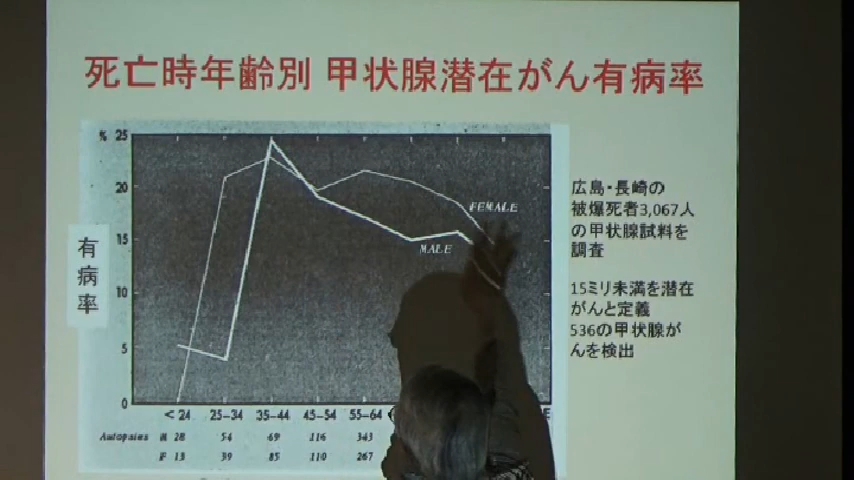 死亡時年齢別 甲状腺潜在がん有病率
% 25
20
15
10
5
0
有病率
FEMALE
MALE
< 24 25-34 35-44 45-54 55-64
Autopsies M 28 54 69 116 343
F 13 39 85 110 267
広島・長崎の
被爆死者3,067人
の甲状腺試料を
調査
15ミリ未満を潜在
がんと定義
536の甲状腺が
んを検出